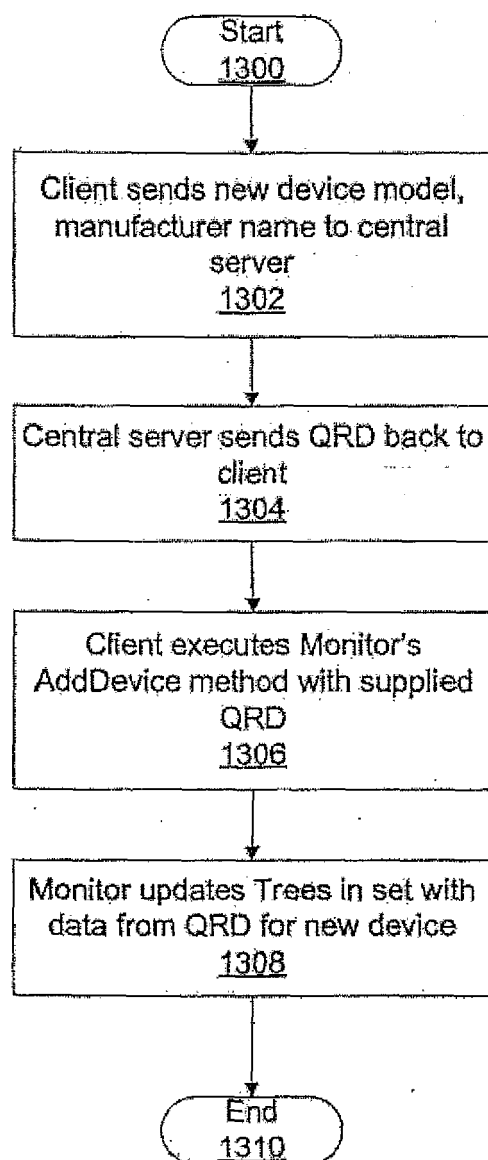 Start
1300
Client sends new device model,
manufacturer name to central
server
1302
Central server sends QRD back to
client
1304
Client executes Monitor's
AddDevice method with supplied
QRD
1306
Monitor updates Trees in set with
data from QRD for new device
1308
End
1310